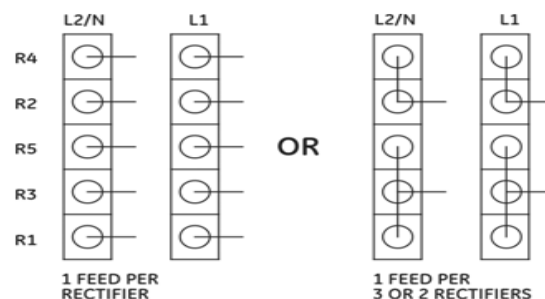 L2/N L1 L2/N L1
R4
R2
R5 OR
R3
R1
1 FEED PER
RECTIFIER
1 FEED PER
3 OR 2 RECTIFIERS